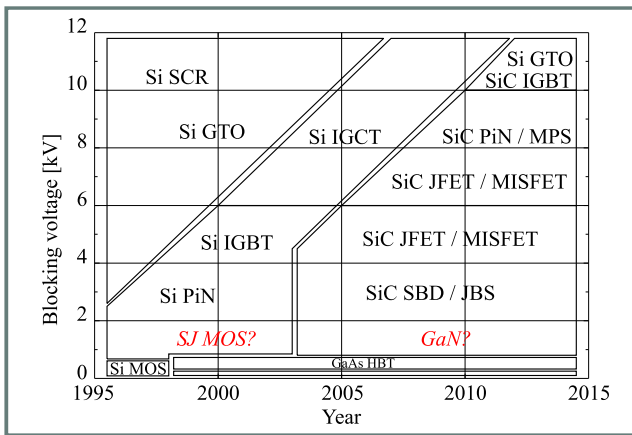 12
10
8
6
4
2
0
Blocking voltage [kV]
Si SCR
Si GTO
SiC IGBT
Si GTO
Si IGCT
SiC PiN / MPS
SiC JFET / MISFET
Si IGBT
SiC JFET / MISFET
Si PiN
SiC SBD / JBS
SJ MOS?
GaN?
Si MOS
GaAs HBT
1995
2000
2005
2010
2015
Year